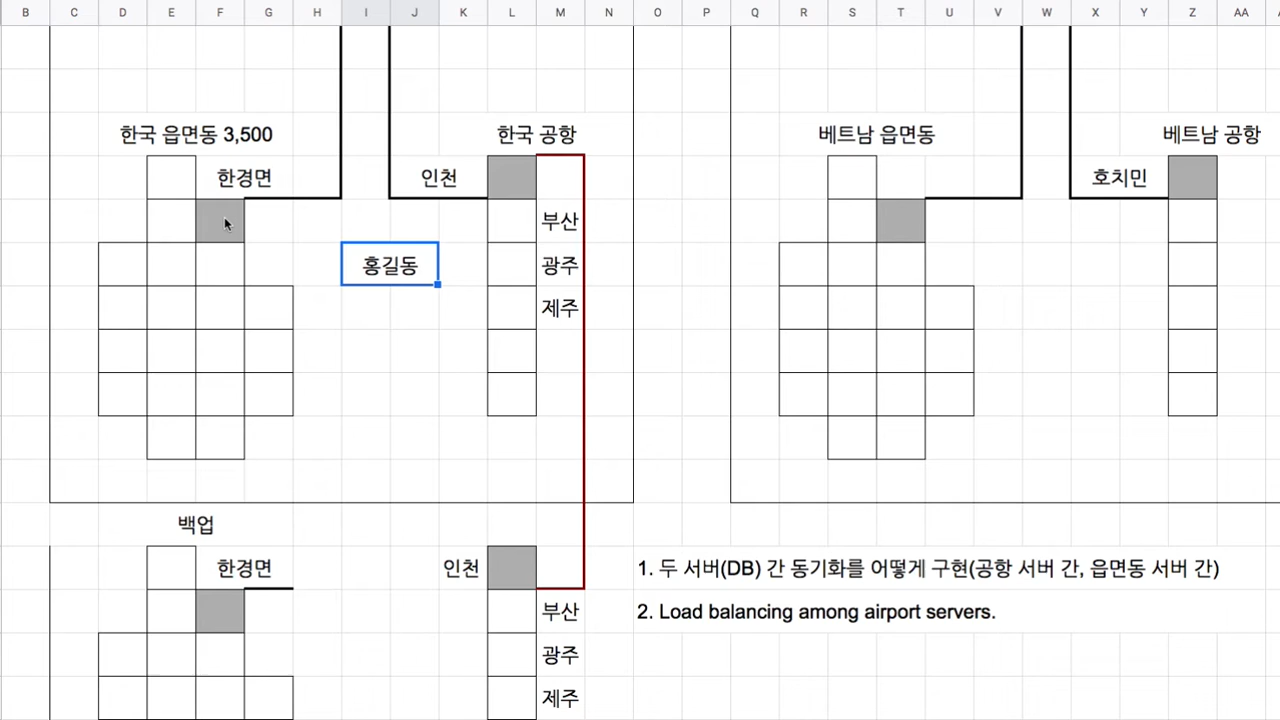 B C D E F G H I J K L M N O P Q R S T U V W X Y Z AA
한국 읍면동 3,500
한국 공항
베트남 읍면동
베트남 공항
한경면
인천
호치민
부산
홍길동
광주
제주
백업
한경면
인천
1. 두 서버(DB) 간 동기화를 어떻게 구현(공항 서버 간, 읍면동 서버 간)
부산
2. Load balancing among airport servers.
광주
제주